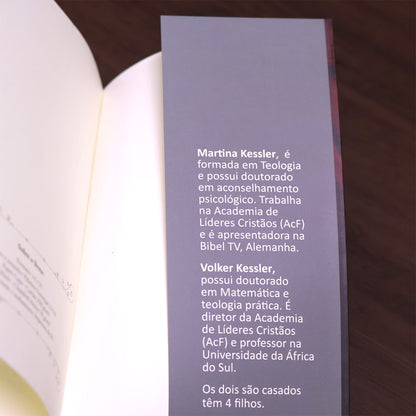 Martina Kessler, é
formada em Teologia
e possui doutorado
em aconselhamento
psicológico. Trabalha
na Academia de
Líderes Cristãos (AcF)
e é apresentadora na
Bibel TV, Alemanha.
Volker Kessler,
possui doutorado
em Matemática e
teologia prática. É
diretor da Academia
de Líderes Cristãos
(AcF) e professor na
Universidade da África
do Sul.
Os dois são casados
têm 4 filhos.